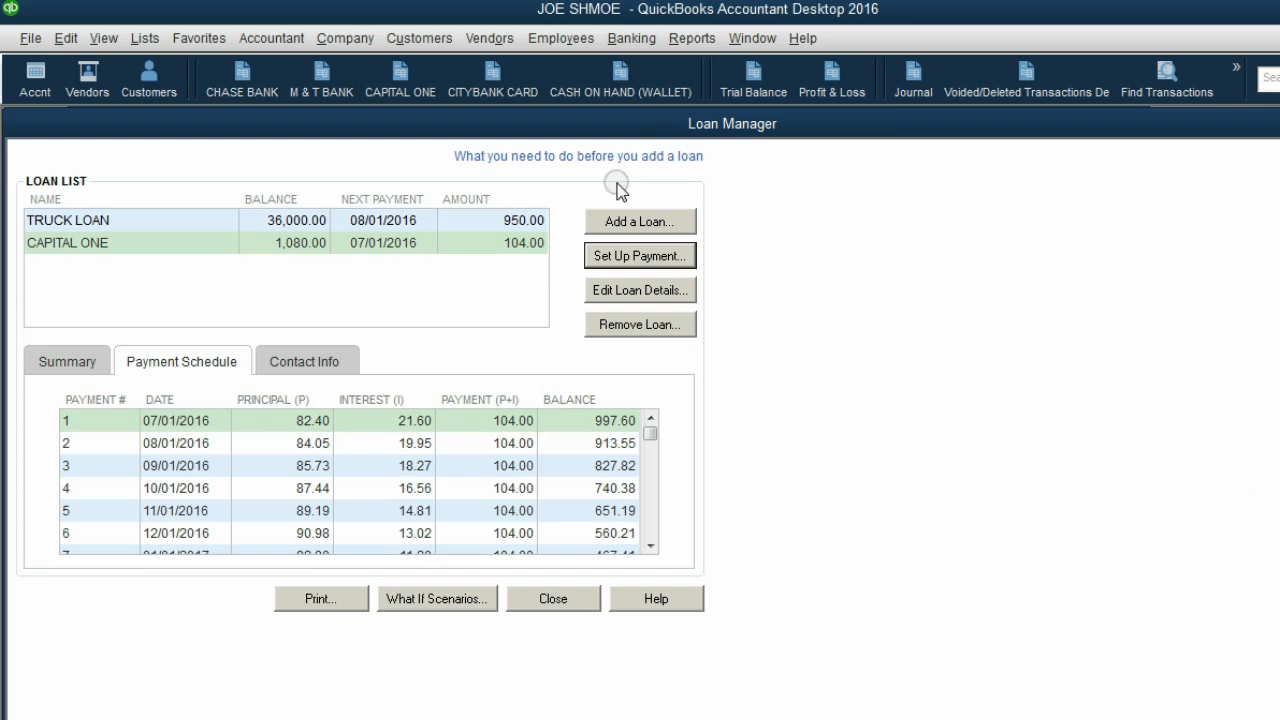 qb JOE SHMOE - QuickBooks Accountant Desktop 2016
File Edit View Lists Favorites Accountant Company Customers Vendors Employees Banking Reports Window Help
Accnt Vendors Customers CHASE BANK M & T BANK CAPITAL ONE CITYBANK CARD CASH ON HAND (WALLET) Trial Balance Profit & Loss Journal Voided/Deleted Transactions De Find Transactions » Sea
Loan Manager
What you need to do before you add a loan
LOAN LIST
NAME BALANCE NEXT PAYMENT AMOUNT
TRUCK LOAN 36,000.00 08/01/2016 950.00 Add a Loan...
CAPITAL ONE 1,080.00 07/01/2016 104.00 Set Up Payment...
Edit Loan Details...
Remove Loan...
Summary Payment Schedule Contact Info
PAYMENT # DATE PRINCIPAL (P) INTEREST (I) PAYMENT (P+I) BALANCE
1 07/01/2016 82.40 21.60 104.00 997.60
2 08/01/2016 84.05 19.95 104.00 913.55
3 09/01/2016 85.73 18.27 104.00 827.82
4 10/01/2016 87.44 16.56 104.00 740.38
5 11/01/2016 89.19 14.81 104.00 651.19
6 12/01/2016 90.98 13.02 104.00 560.21
Print... What If Scenarios... Close Help